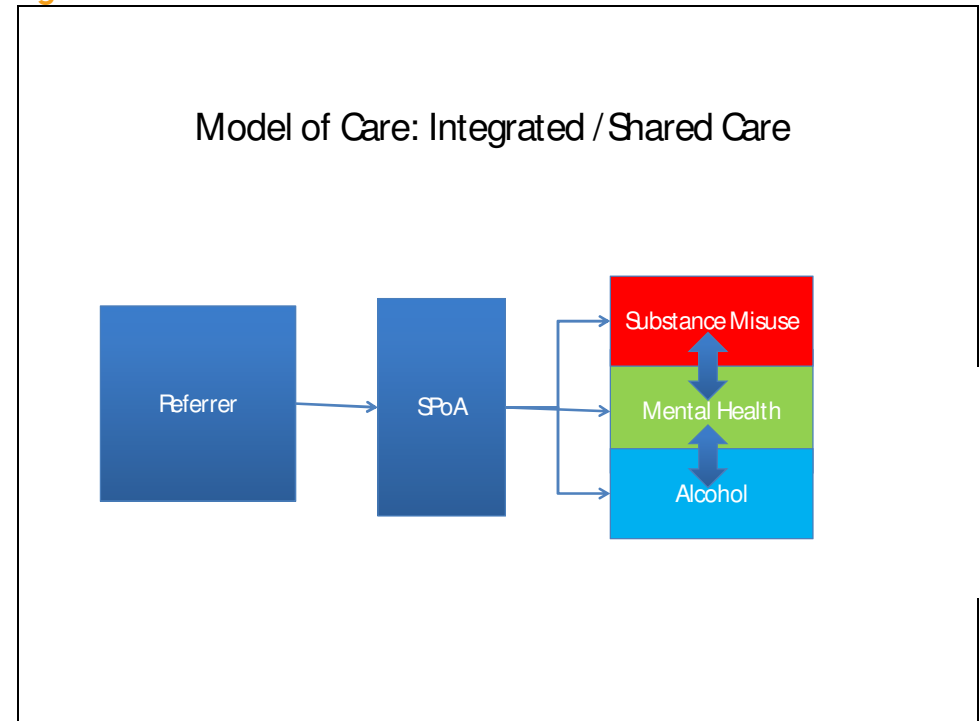 Model of Care: Integrated / Shared Care
Substance Misuse
Referrer
SPoA
Mental Health
Alcohol